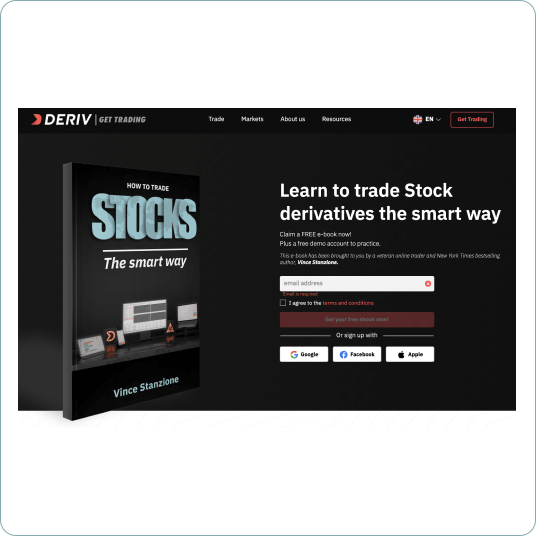 DERIV | GET TRADING
Trade Markets About us Resources
EN
Get Trading
HOW TO TRADE
STOCKS
The smart way
Vince Stanzione
Learn to trade Stock
derivatives the smart way
Claim a FREE e-book now!
Plus a free demo account to practice.
This e-book has been brought to you by a veteran online trader and New York Times bestselling
author, Vince Stanzione.
email address
Email is required
I agree to the terms and conditions
Get your free ebook now!
Or sign up with
Google Facebook Apple